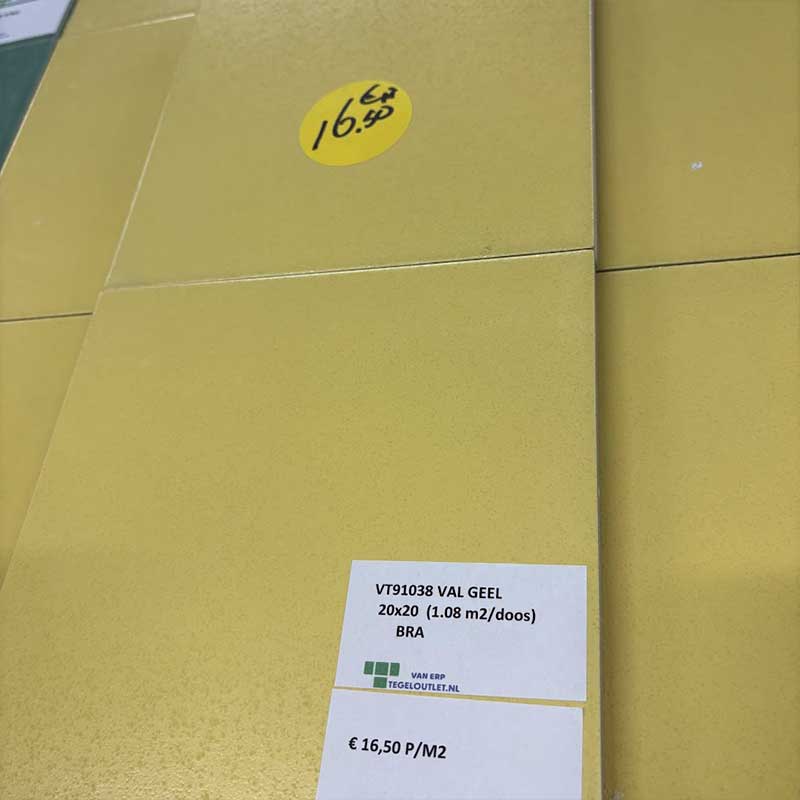 16.50
VT91038 VAL GEEL
20x20 (1.08 m2/doos)
BRA
VAN ERP
TEGELOUTLET.NL
€ 16,50 P/M2